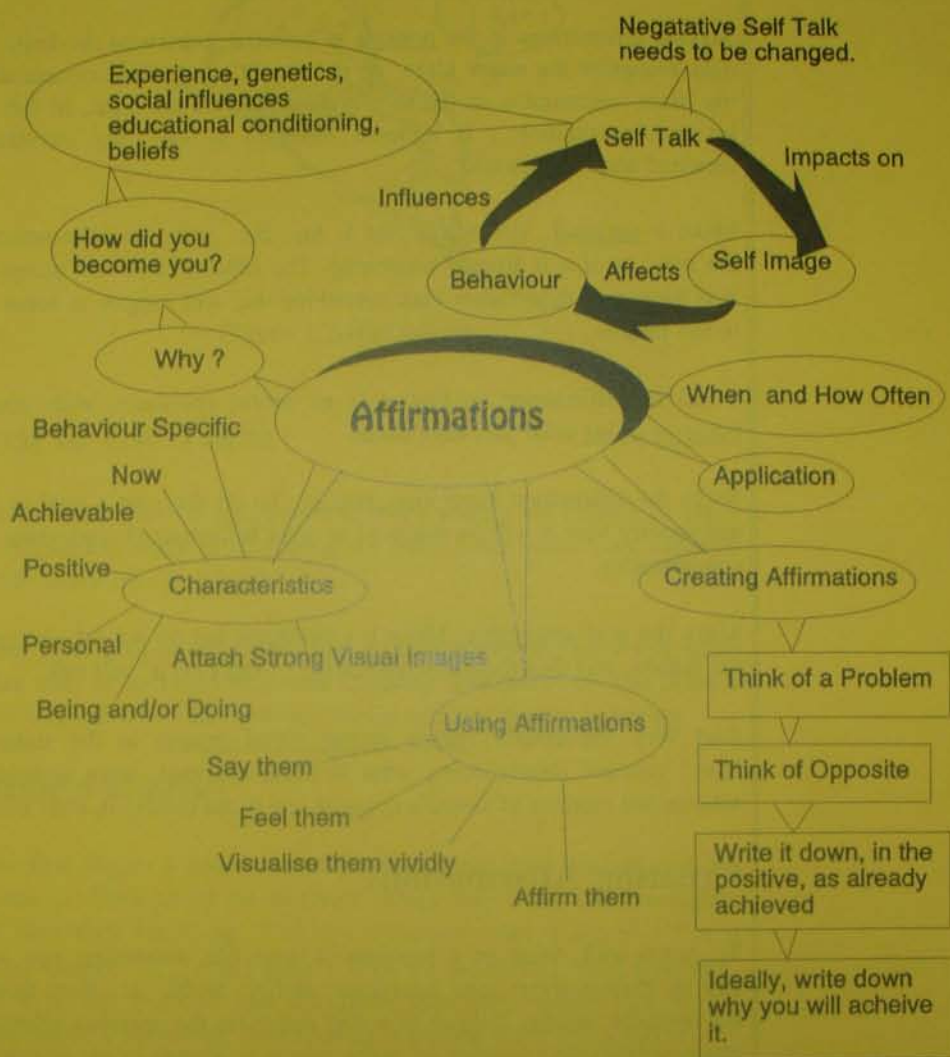 Negatative Self Talk
needs to be changed.
Experience, genetics,
social influences
educational conditioning,
beliefs
Self Talk
Impacts on
Influences
How did you
become you?
Behaviour
Affects
Self Image
Why ?
Affirmations
When and How Often
Behaviour Specific
Now
Application
Achievable
Positive
Characteristics
Creating Affirmations
Personal
Attach Strong Visual Images
Think of a Problem
Being and/or Doing
Using Affirmations
Say them
Think of Opposite
Feel them
Visualise them vividly
Write it down, in the
positive, as already
achieved
Affirm them
Ideally, write down
why you will acheive
it.